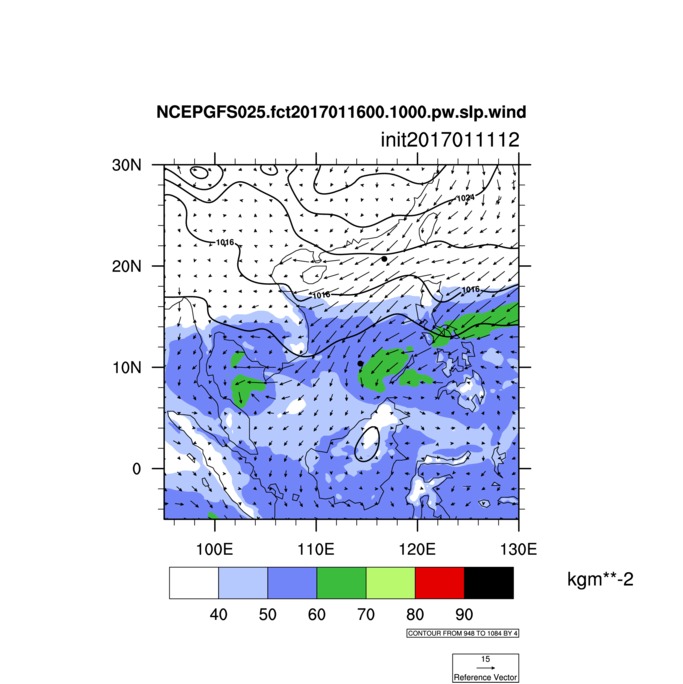 NCEPGFS025.fct2017011600.1000.pw.slp.wind
init2017011112
30N
1024
1016
20N
1016
1016
10N
0
100E 110E 120E 130E
kgm**-2
40 50 60 70 80 90
CONTOUR FROM 948 TO 1084 BY 4
15
Reference Vector